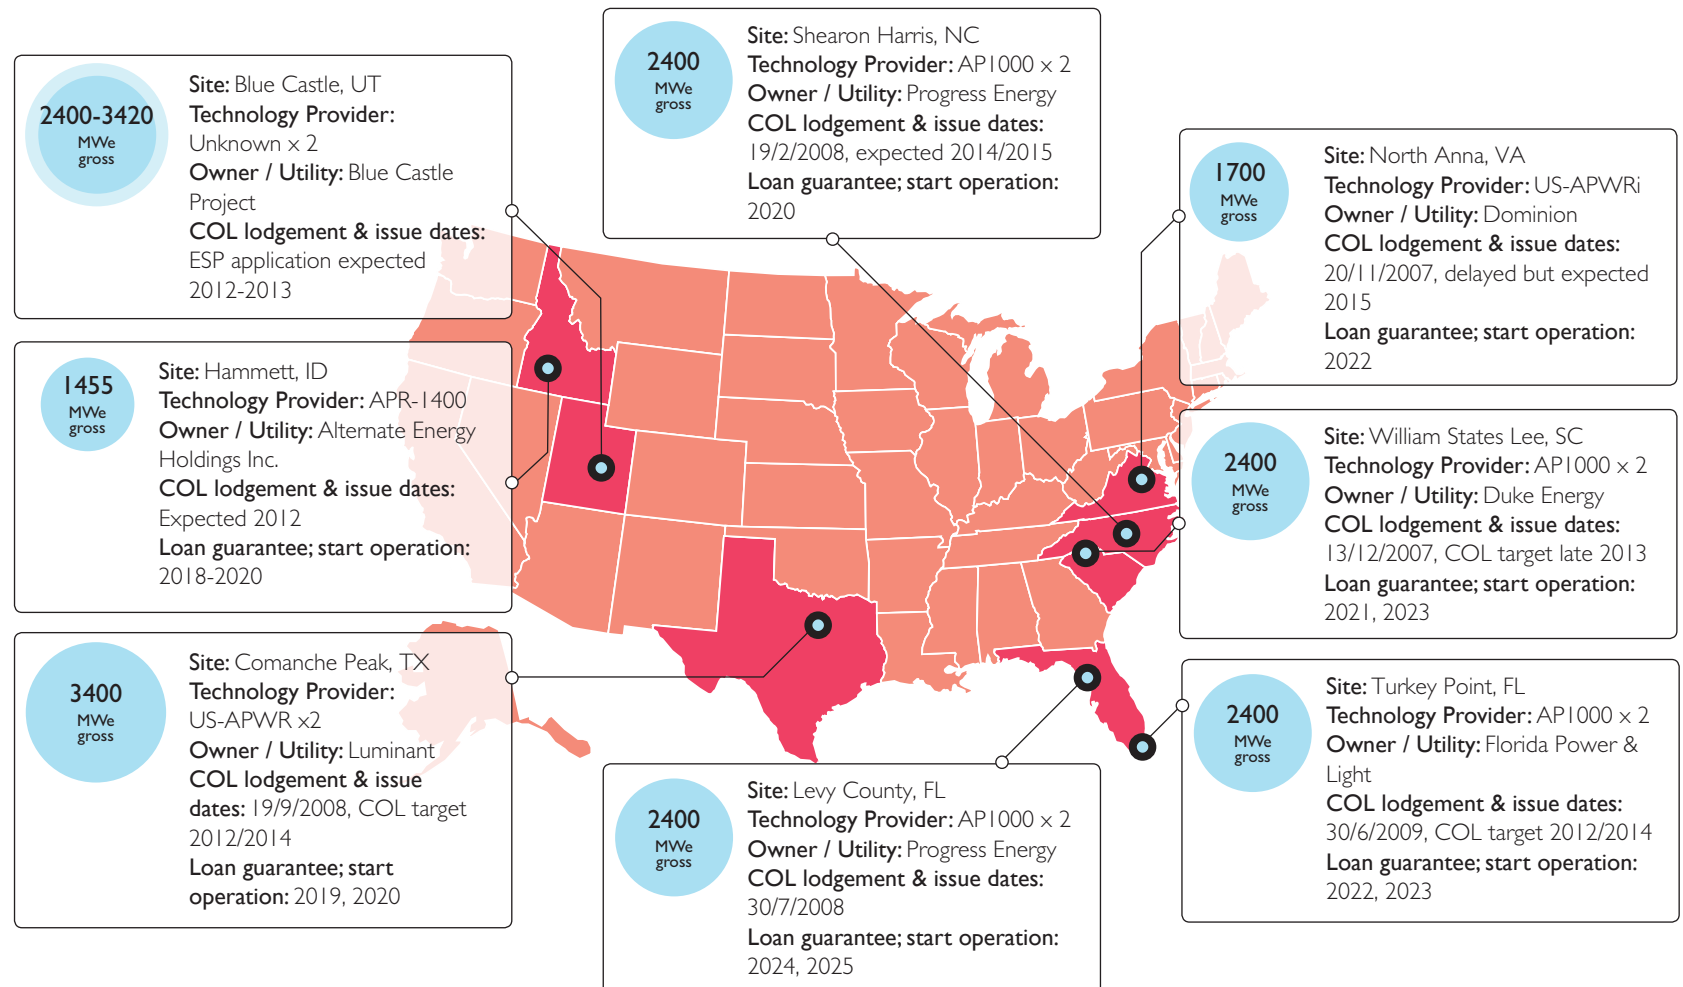 2400-3420
MWe
gross
Site: Blue Castle, UT
Technology Provider:
Unknown x 2
Owner / Utility: Blue Castle
Project
COL lodgement & issue dates:
ESP application expected
2012-2013
2400
MWe
gross
Site: Shearon Harris, NC
Technology Provider: AP1000 x 2
Owner / Utility: Progress Energy
COL lodgement & issue dates:
19/2/2008, expected 2014/2015
Loan guarantee; start operation:
2020
1700
MWe
gross
Site: North Anna, VA
Technology Provider: US-APWRi
Owner / Utility: Dominion
COL lodgement & issue dates:
20/11/2007, delayed but expected
2015
Loan guarantee; start operation:
2022
1455
MWe
gross
Site: Hammett, ID
Technology Provider: APR-1400
Owner / Utility: Alternate Energy
Holdings Inc.
COL lodgement & issue dates:
Expected 2012
Loan guarantee; start operation:
2018-2020
2400
MWe
gross
Site: William States Lee, SC
Technology Provider: AP1000 x 2
Owner / Utility: Duke Energy
COL lodgement & issue dates:
13/12/2007, COL target late 2013
Loan guarantee; start operation:
2021, 2023
3400
MWe
gross
Site: Comanche Peak, TX
Technology Provider:
US-APWR x2
Owner / Utility: Luminant
COL lodgement & issue
dates: 19/9/2008, COL target
2012/2014
Loan guarantee; start
operation: 2019, 2020
2400
MWe
gross
Site: Levy County, FL
Technology Provider: AP1000 x 2
Owner / Utility: Progress Energy
COL lodgement & issue dates:
30/7/2008
Loan guarantee; start operation:
2024, 2025
2400
MWe
gross
Site: Turkey Point, FL
Technology Provider: AP1000 x 2
Owner / Utility: Florida Power &
Light
COL lodgement & issue dates:
30/6/2009, COL target 2012/2014
Loan guarantee; start operation:
2022, 2023